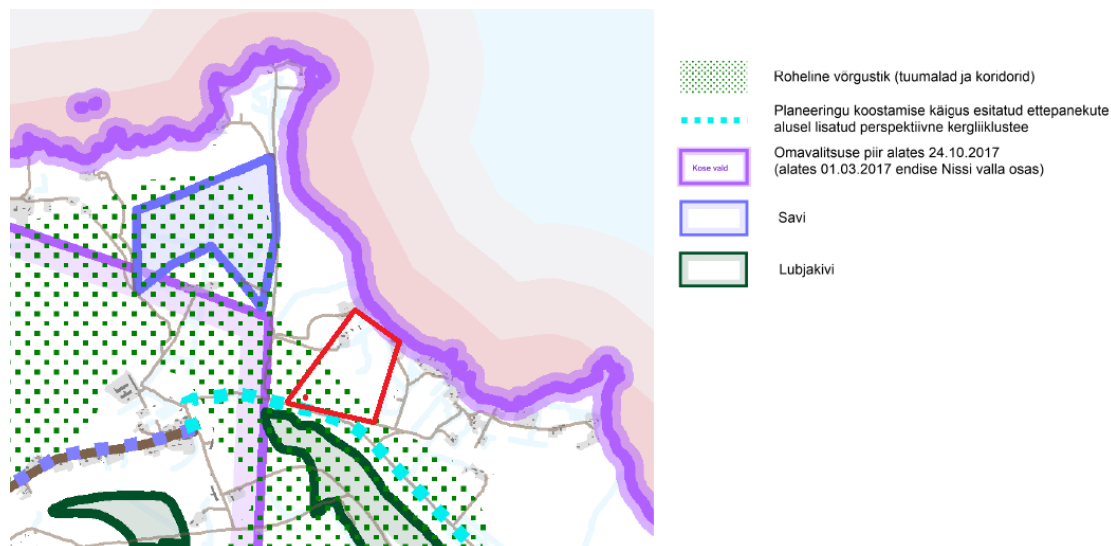 Roheline võrgustik (tuumalad ja koridorid)
Planeeringu koostamise käigus esitatud ettepanekute
alusel lisatud perspektiivne kergliiklustee
Omavalitsuse piir alates 24.10.2017
(alates 01.03.2017 endise Nissi valla osas)
Kose vald
Savi
Lubjakivi